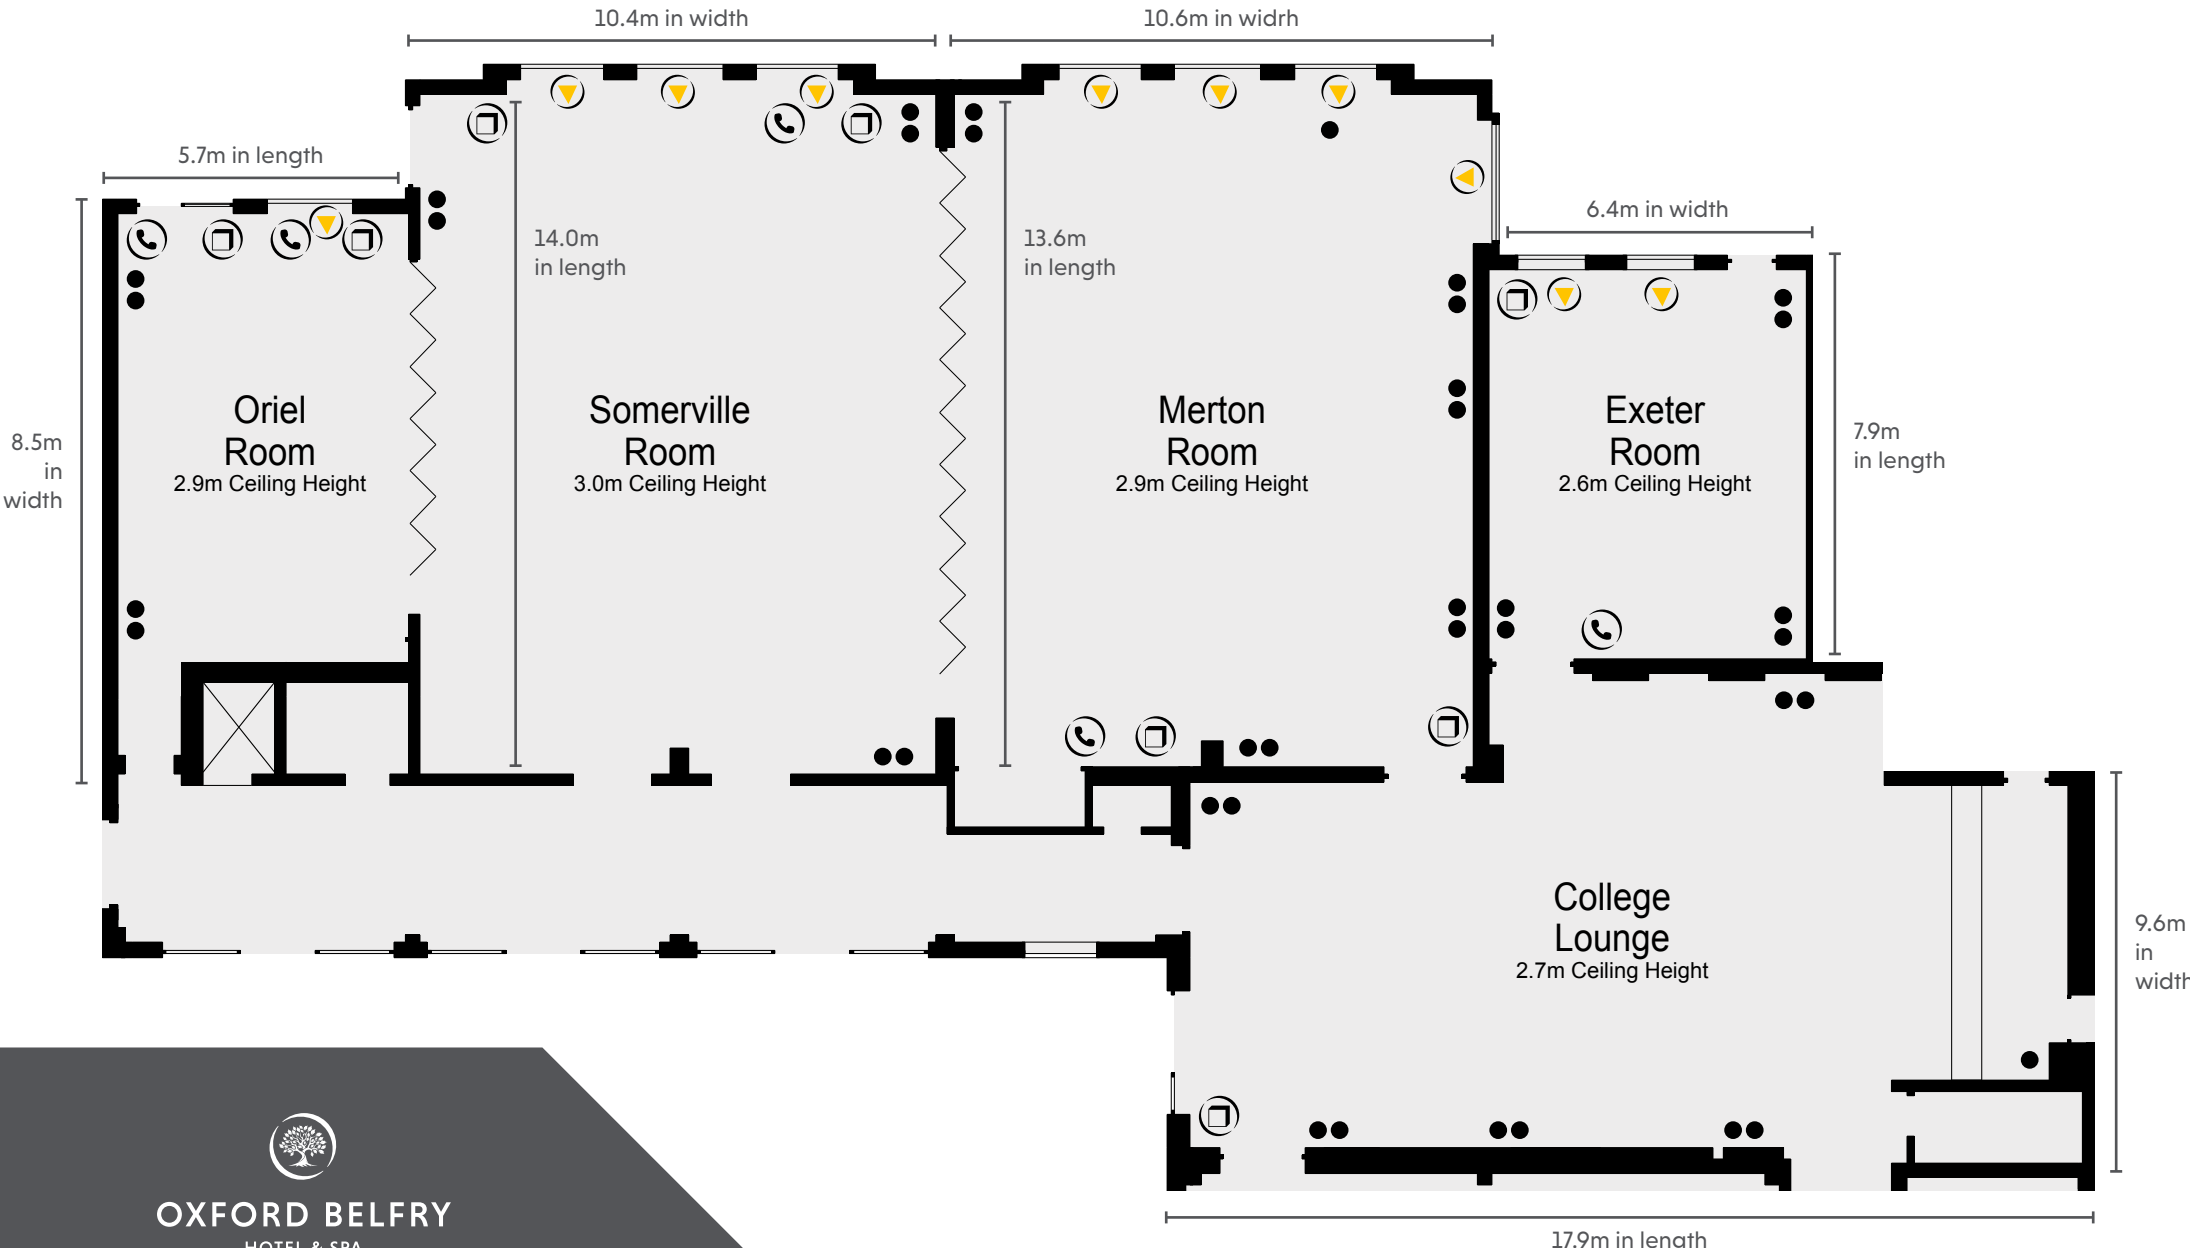 10.4m in width
10.6m in widrh
5.7m in length
6.4m in width
14.0m
in length
13.6m
in length
8.5m
in
width
Oriel
Room
2.9m Ceiling Height
Somerville
Room
3.0m Ceiling Height
Merton
Room
2.9m Ceiling Height
Exeter
Room
2.6m Ceiling Height
7.9m
in length
College
Lounge
2.7m Ceiling Height
9.6m
in
width
OXFORD BELFRY
HOTEL & SPA
17.9m in length